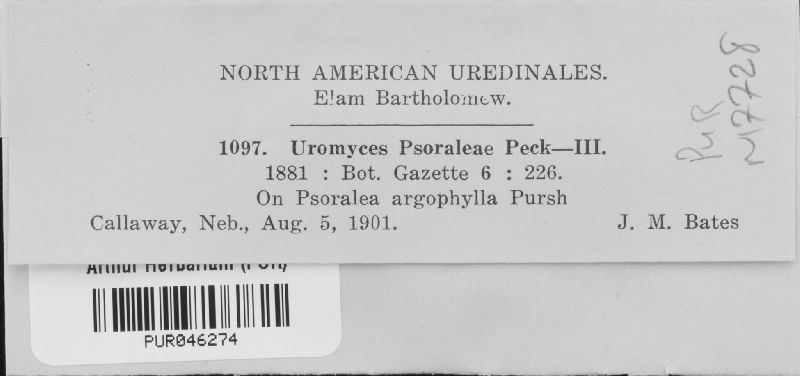 NORTH AMERICAN UREDINALES.
Elam Bartholomew.
1097. Uromyces Psoraleae Peck—III.
1881 : Bot. Gazette 6 : 226.
On Psoralea argophylla Pursh
Callaway, Neb., Aug. 5, 1901. J. M. Bates
PUR
M7728
Arthur Herbarium (PUR)
PUR046274